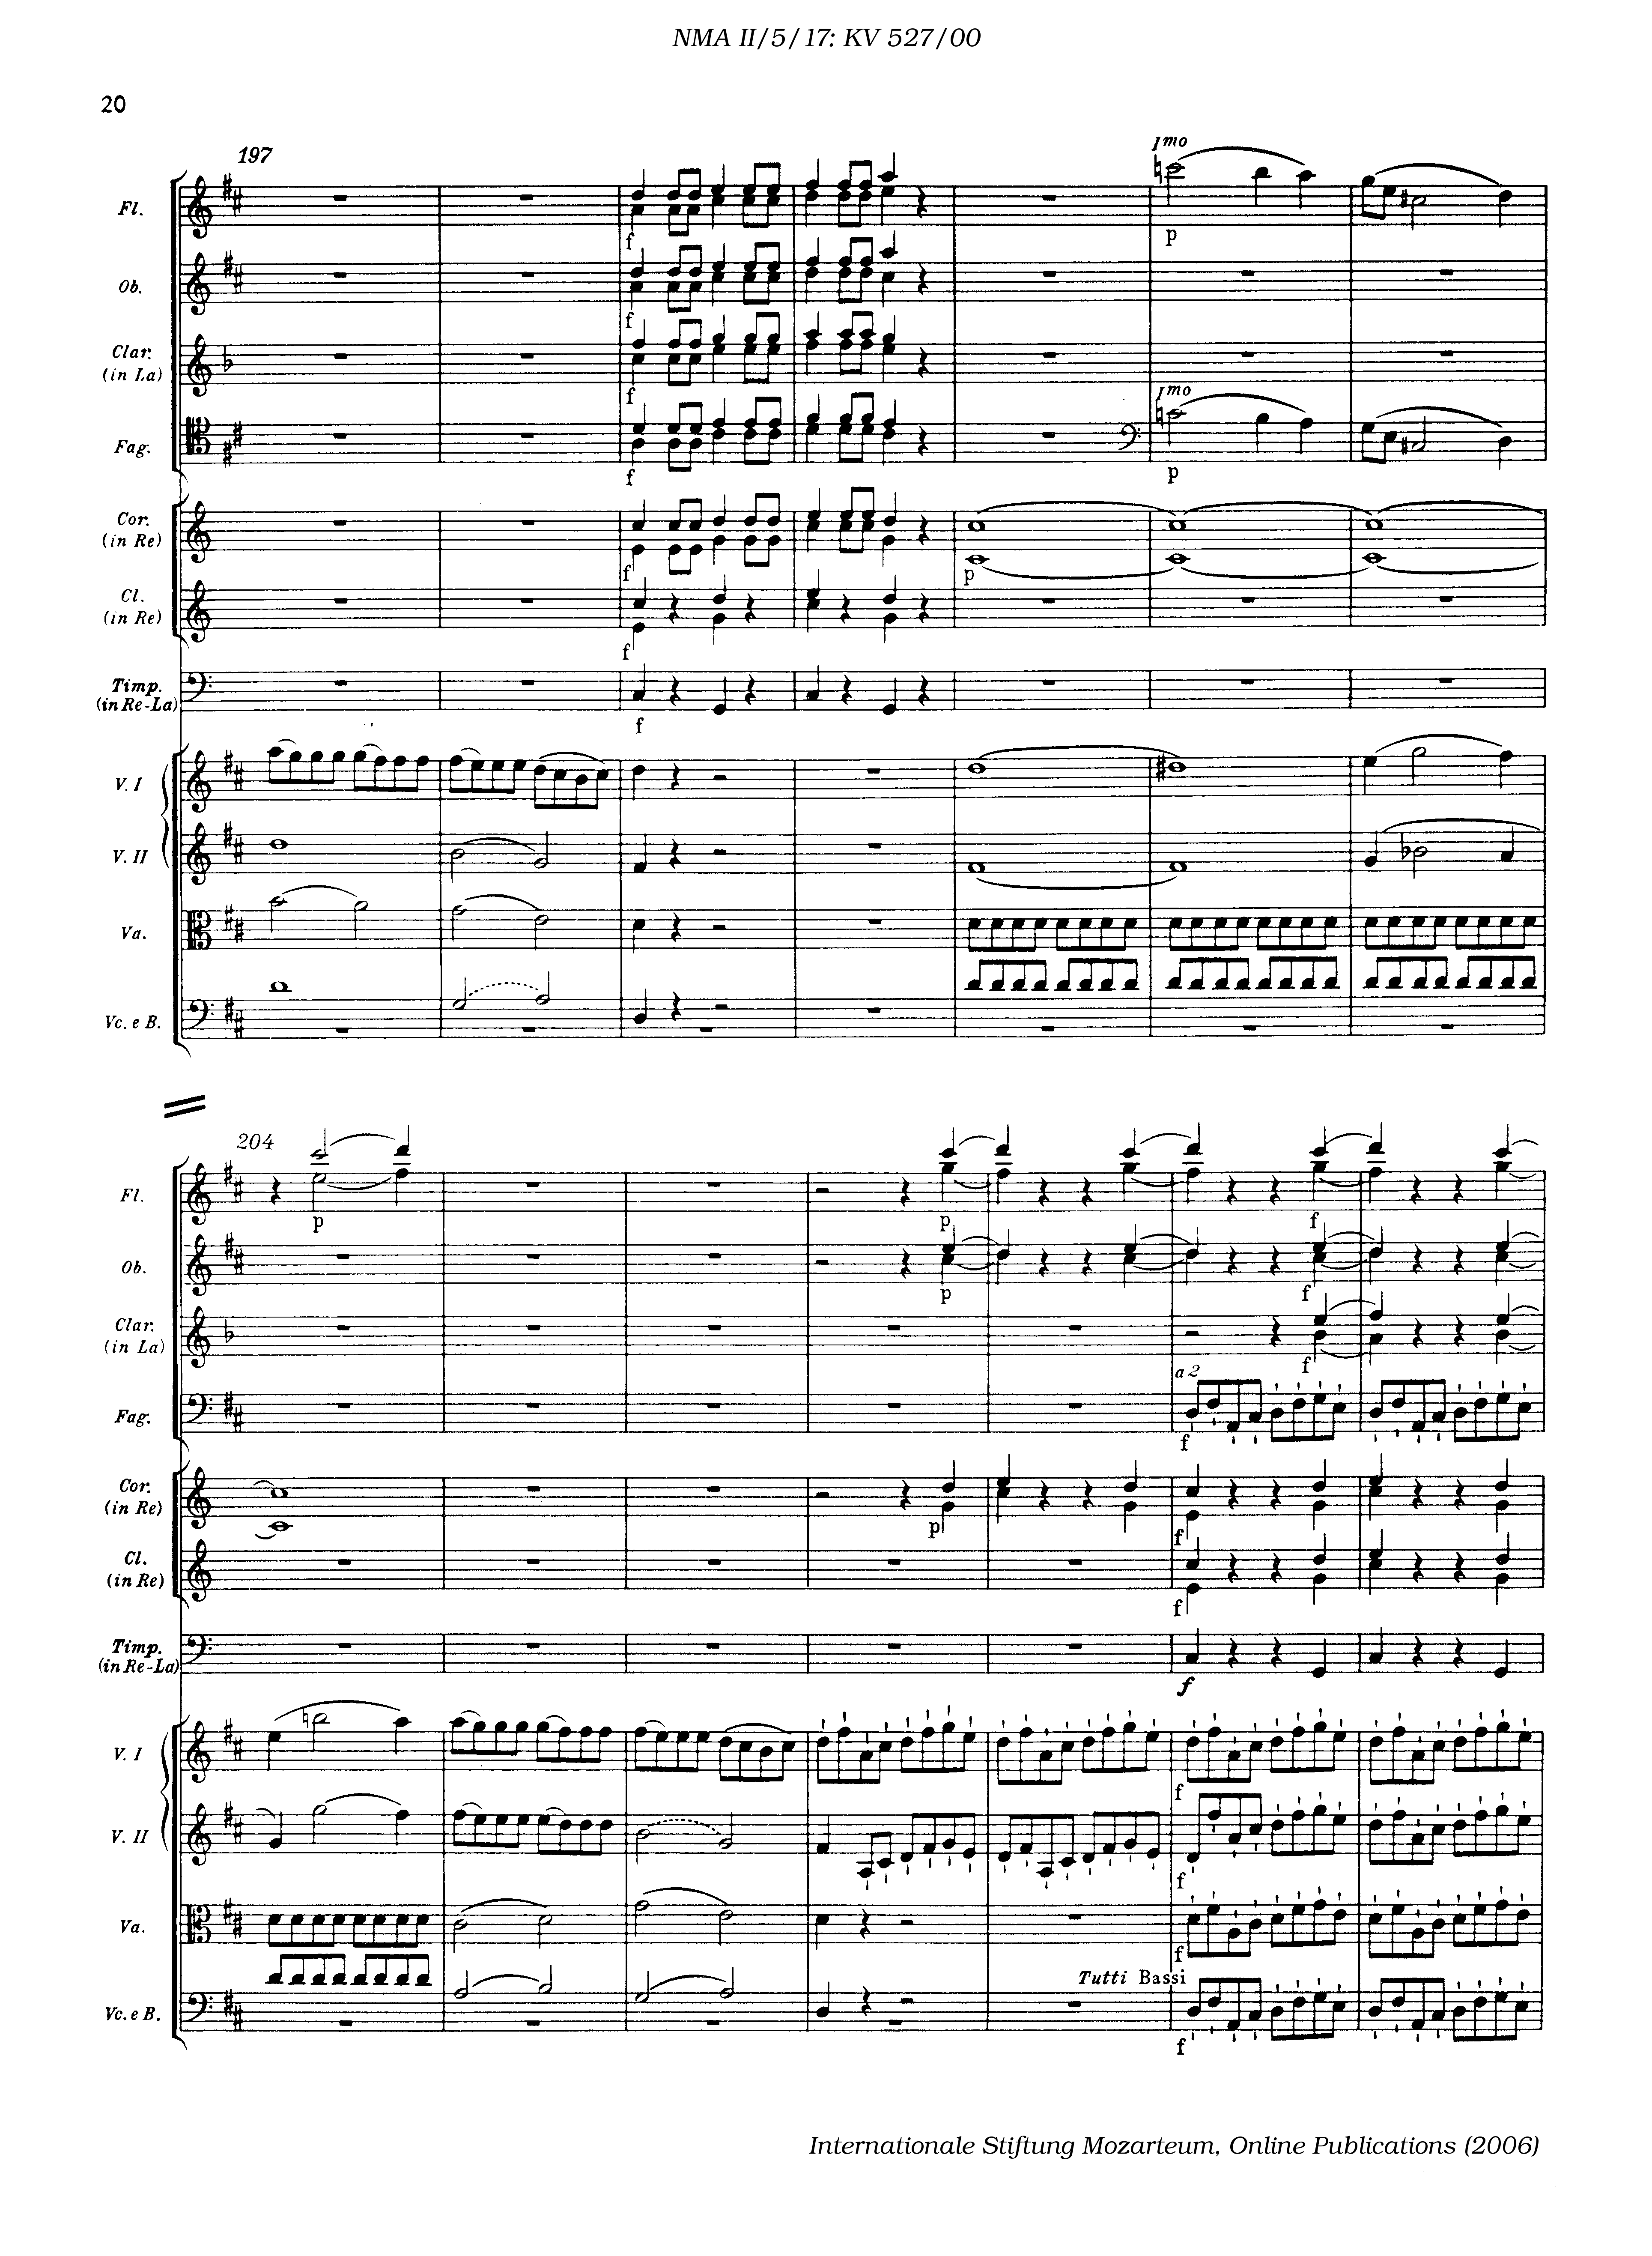 NMA II/5/17: KV 527/00
20
197
Imo
Fl.
f
p
Ob.
f
Clar.
(in La)
f
Imo
Fag.
f
p
Cor.
(in Re)
f
p
Cl.
(in Re)
f
Timp.
(in Re-La)
f
V. I
V. II
Va.
Vc. e B.
204
Fl.
p
p
f
Ob.
p
f
Clar.
(in La)
f
a 2
Fag.
f
Cor.
(in Re)
p
f
Cl.
(in Re)
f
Timp.
(in Re-La)
f
V. I
f
V. II
f
Va.
f
Tutti Bassi
Vc. e B.
f
Internationale Stiftung Mozarteum, Online Publications (2006)